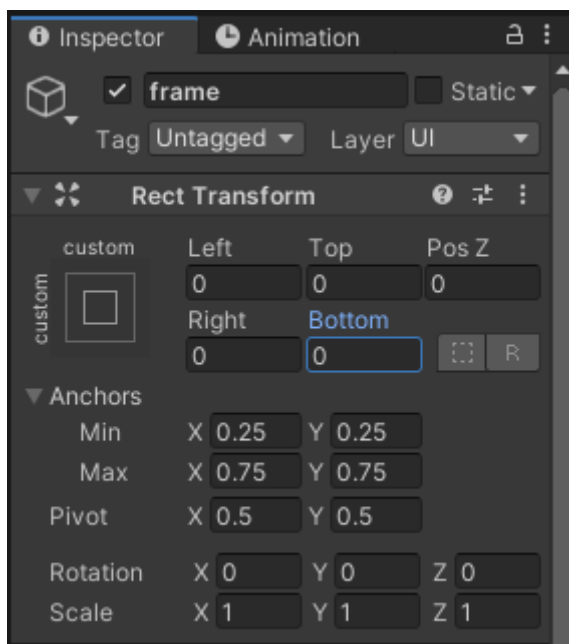 Inspector Animation
frame Static
Tag Untagged Layer UI
Rect Transform
custom Left Top Pos Z
custom 0 0 0
Right Bottom
0 0 R
Anchors
Min X 0.25 Y 0.25
Max X 0.75 Y 0.75
Pivot X 0.5 Y 0.5
Rotation X 0 Y 0 Z 0
Scale X 1 Y 1 Z 1